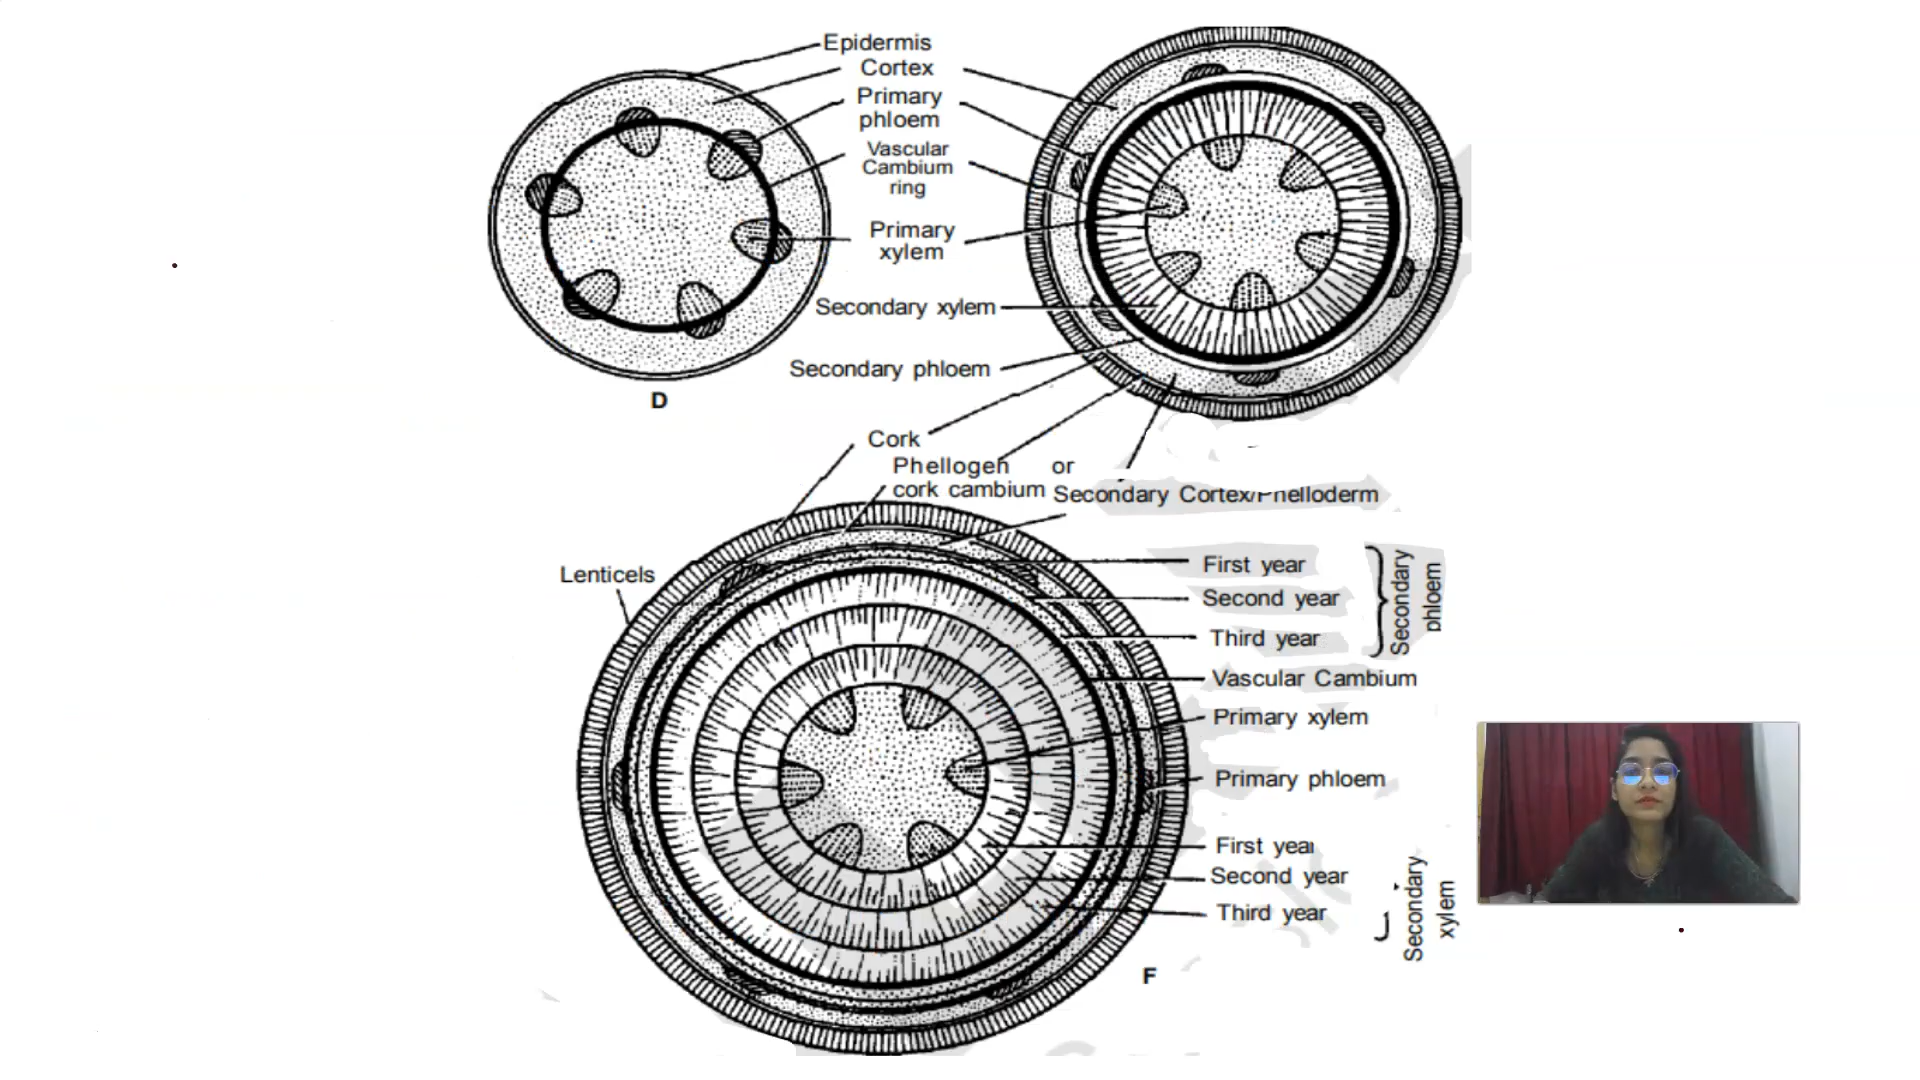 Epidermis
Cortex
Primary
phloem
Vascular
Cambium
ring
Primary
xylem
Secondary xylem
Secondary phloem
D
Cork
Phellogen or
cork cambium
Secondary Cortex/Phelloderm
Lenticels
First year
Second year
Third year
Secondary
phloem
Vascular Cambium
Primary xylem
Primary phloem
First year
Second year
Third year
Secondary
xylem
F